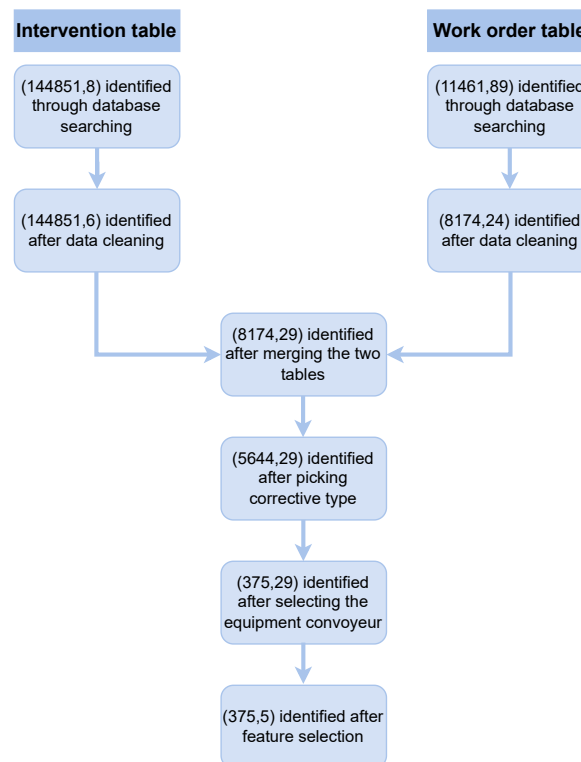 Intervention table
Work order table
(144851,8) identified
through database
searching
(11461,89) identified
through database
searching
(144851,6) identified
after data cleaning
(8174,24) identified
after data cleaning
(8174,29) identified
after merging the two
tables
(5644,29) identified
after picking
corrective type
(375,29) identified
after selecting the
equipment convoyeur
(375,5) identified after
feature selection